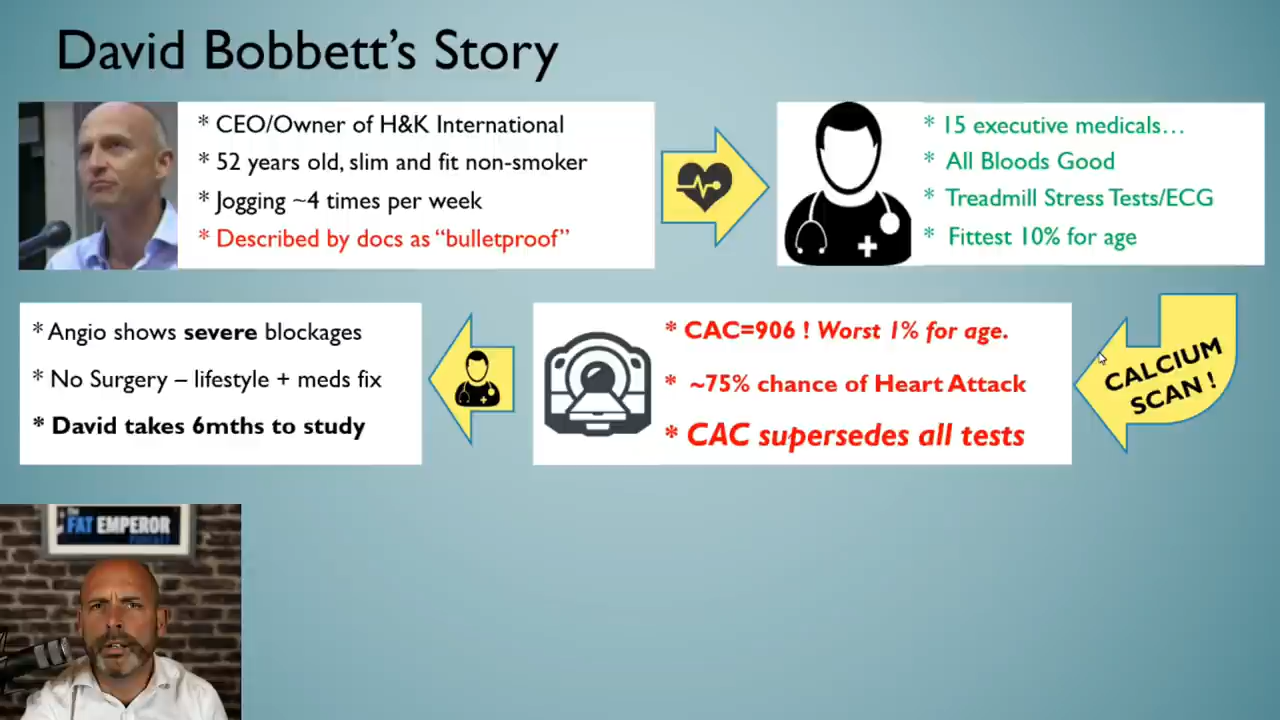 David Bobbett's Story
* CEO/Owner of H&K International
* 52 years old, slim and fit non-smoker
* Jogging ~4 times per week
* Described by docs as “bulletproof”
* 15 executive medicals…
* All Bloods Good
* Treadmill Stress Tests/ECG
* Fittest 10% for age
CALCIUM
SCAN !
* CAC=906 ! Worst 1% for age.
* ~75% chance of Heart Attack
* CAC supersedes all tests
* Angio shows severe blockages
* No Surgery – lifestyle + meds fix
* David takes 6mths to study
The
FAT EMPEROR
PODCAST